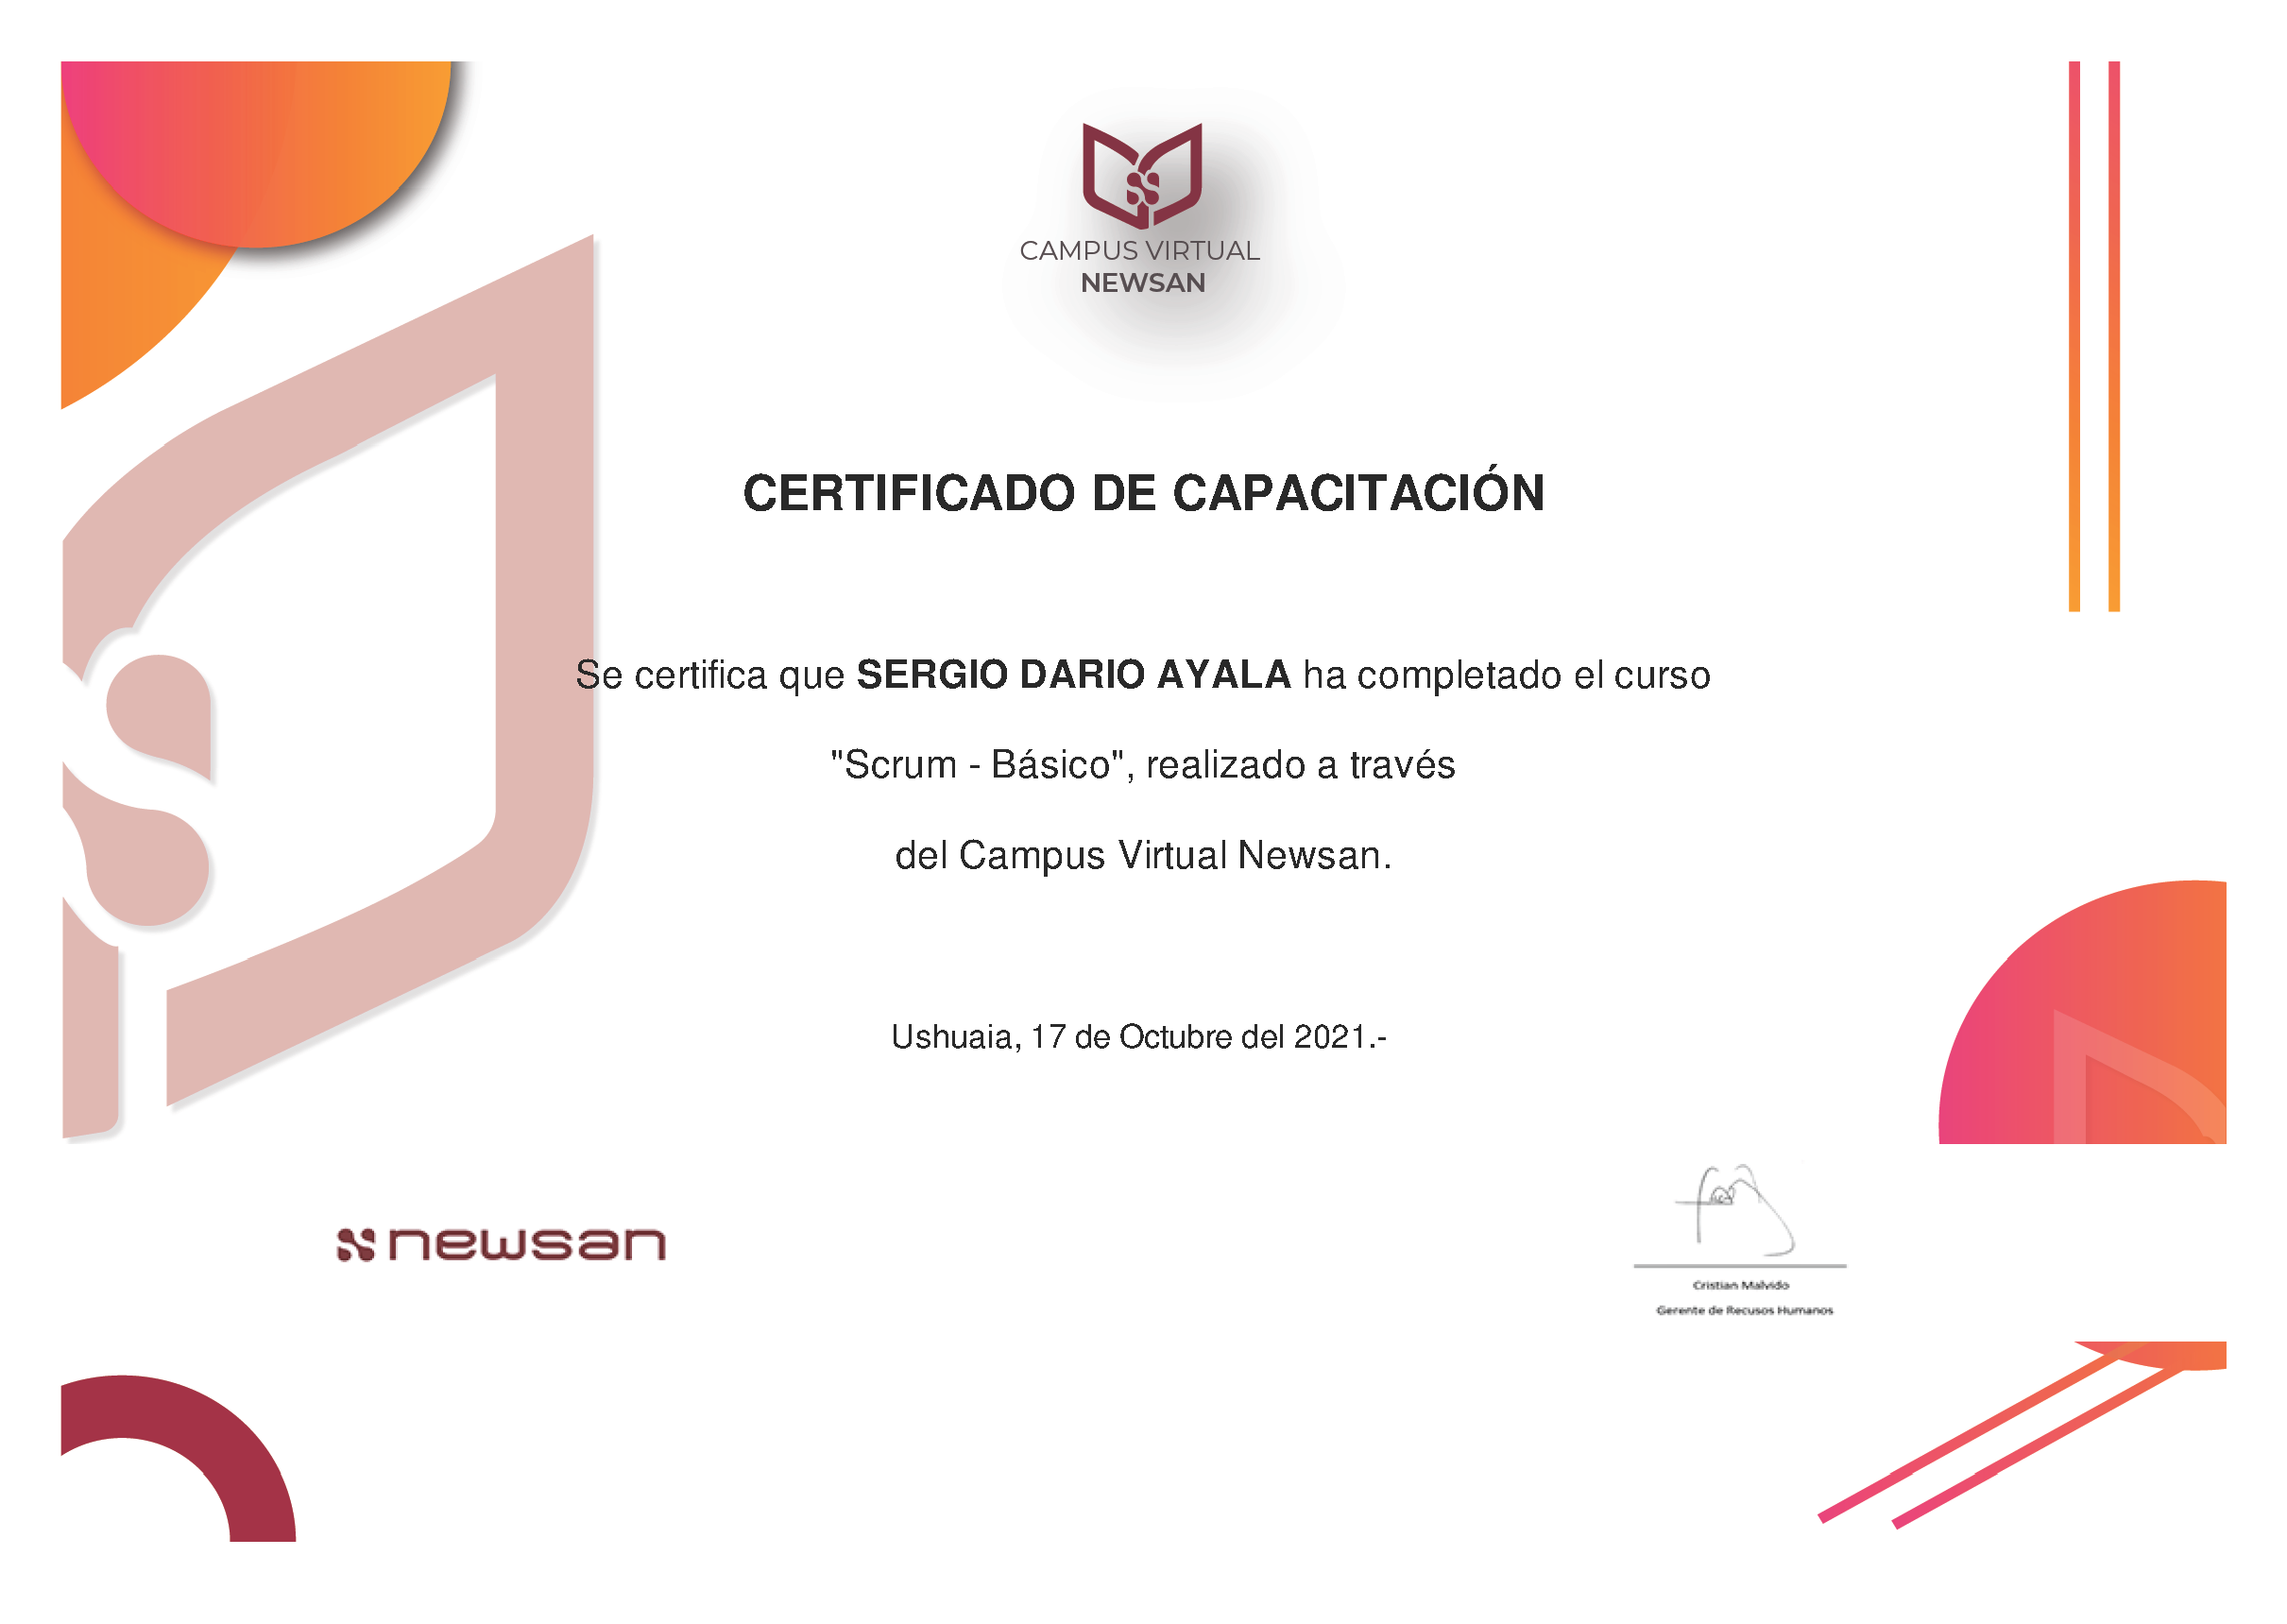 CAMPUS VIRTUAL
NEWSAN
CERTIFICADO DE CAPACITACIÓN
Se certifica que SERGIO DARIO AYALA ha completado el curso
"Scrum - Básico", realizado a través
del Campus Virtual Newsan.
Ushuaia, 17 de Octubre del 2021.-
newsan
Cristian Malvido
Gerente de Recusos Humanos